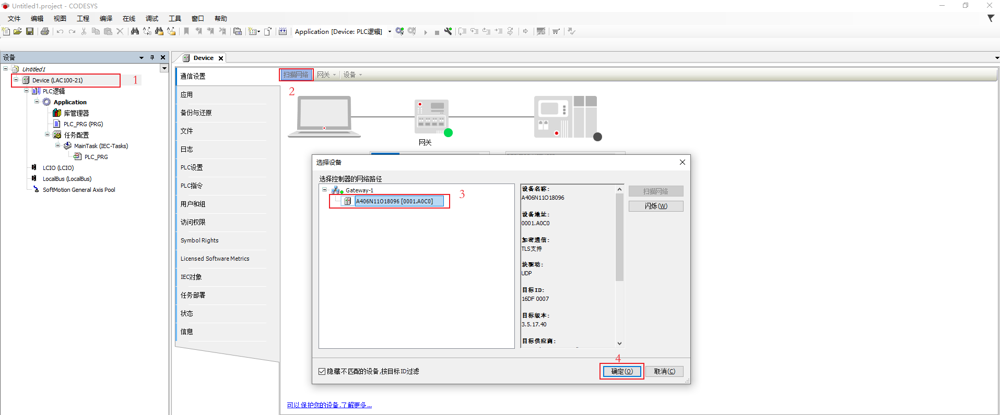 Untitled1.project - CODESYS
文件 编辑 视图 工程 编译 在线 调试 工具 窗口 帮助
Application [Device: PLC逻辑]
设备
Untitled1
Device (LAC100-21)
1
PLC逻辑
Application
库管理器
PLC_PRG (PRG)
任务配置
MainTask (IEC-Tasks)
PLC_PRG
LCIO (LCIO)
LocalBus (LocalBus)
SoftMotion General Axis Pool
Device
通信设置
应用
备份与还原
文件
日志
PLC设置
PLC指令
用户和组
访问权限
Symbol Rights
Licensed Software Metrics
IEC对象
任务部署
状态
信息
扫描网络 网关 设备
2
网关
选择设备
选择控制器的网络路径
Gateway-1
A406N11O18096 [0001.A0C0]
3
设备名称:
A406N11O18096
设备地址:
0001.A0C0
加密通信:
TLS支持
块驱动:
UDP
目标ID:
16DF 0007
目标版本:
3.5.17.40
目标供应商:
扫描网络
闪烁(W)
隐藏不匹配的设备,按目标ID过滤
4
确定(O)
取消(C)
可以保护您的设备.了解更多...